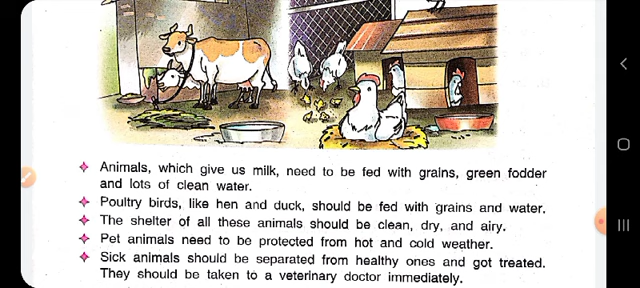 Animals, which give us milk, need to be fed with grains, green fodder
and lots of clean water.
Poultry birds, like hen and duck, should be fed with grains and water.
The shelter of all these animals should be clean, dry, and airy.
Pet animals need to be protected from hot and cold weather.
Sick animals should be separated from healthy ones and got treated.
They should be taken to a veterinary doctor immediately.